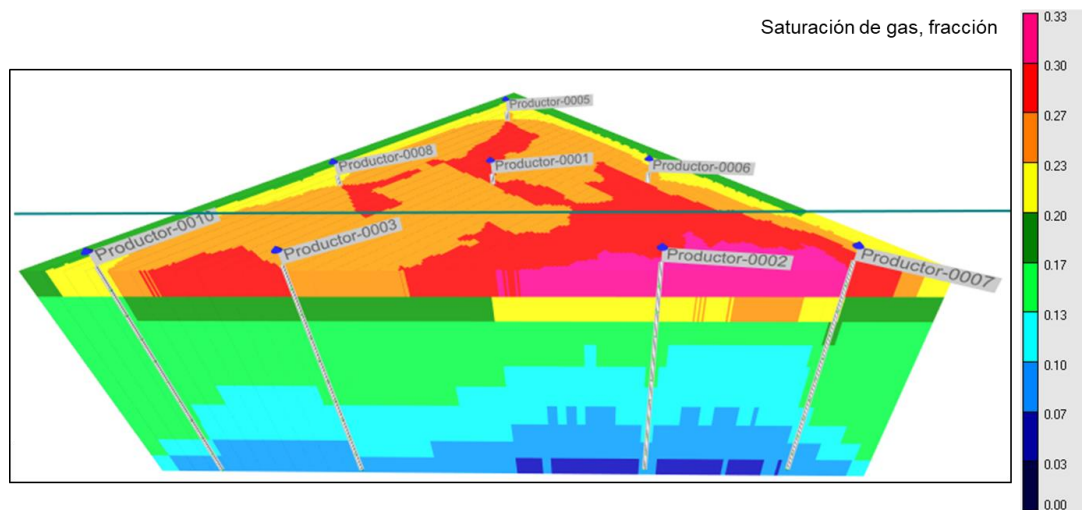 Saturación de gas, fracción
0.33
0.30
0.27
0.23
0.20
0.17
0.13
0.10
0.07
0.03
0.00
Productor-0005
Productor-0008
Productor-0001
Productor-0006
Productor-0010
Productor-0003
Productor-0002
Productor-0007